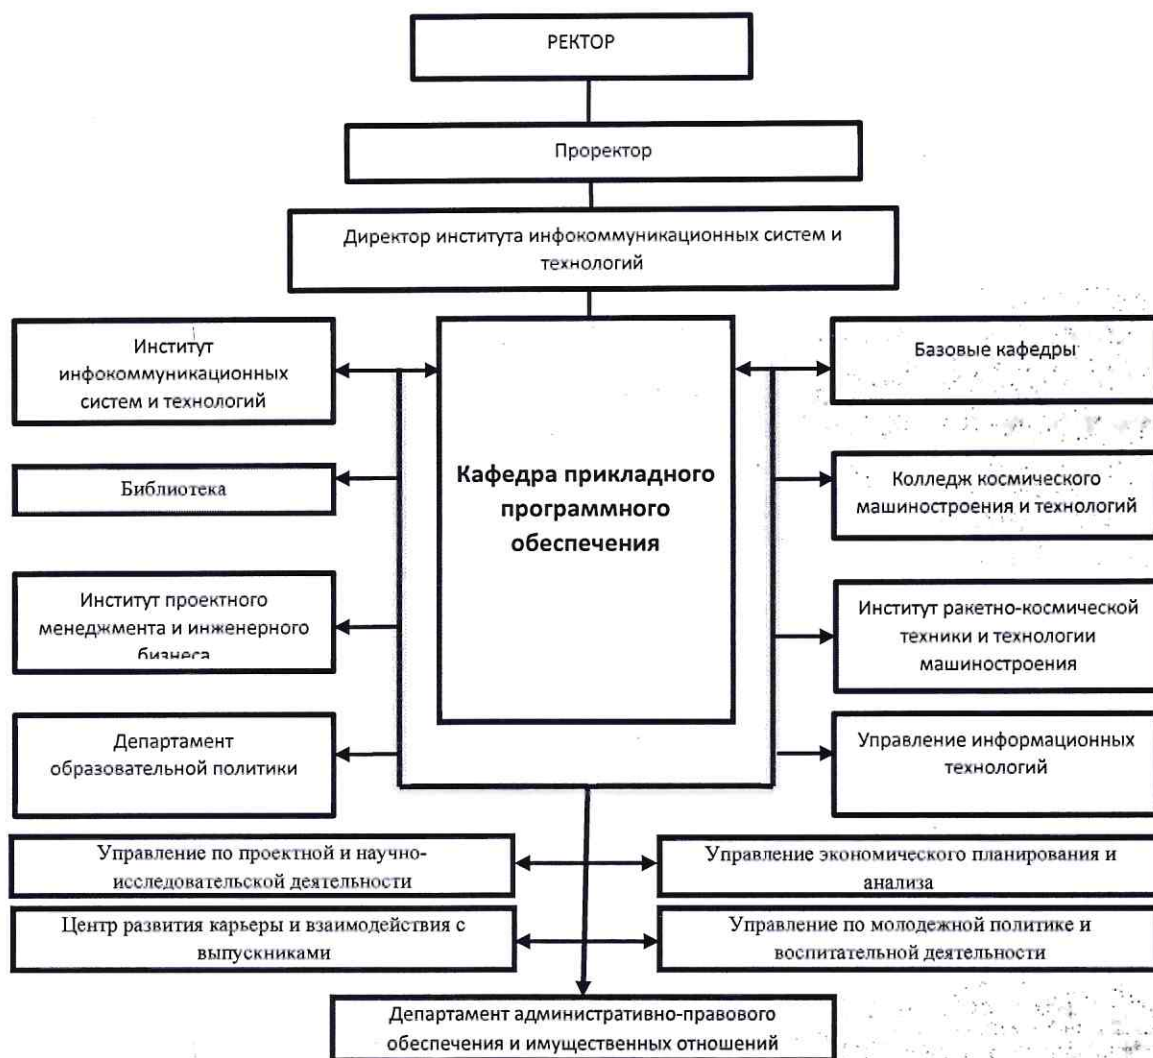 РЕКТОР
Проректор
Директор института инфокоммуникационных систем и
технологий
Институт
инфокоммуникационных
систем и технологий
Базовые кафедры
Кафедра прикладного
программного
обеспечения
Библиотека
Колледж космического
машиностроения и технологий
Институт проектного
менеджмента и инженерного
бизнеса
Институт ракетно-космической
техники и технологии
машиностроения
Департамент
образовательной политики
Управление информационных
технологий
Управление по проектной и научно-
исследовательской деятельности
Управление экономического планирования и
анализа
Центр развития карьеры и взаимодействия с
выпускниками
Управление по молодежной политике и
воспитательной деятельности
Департамент административно-правового
обеспечения и имущественных отношений